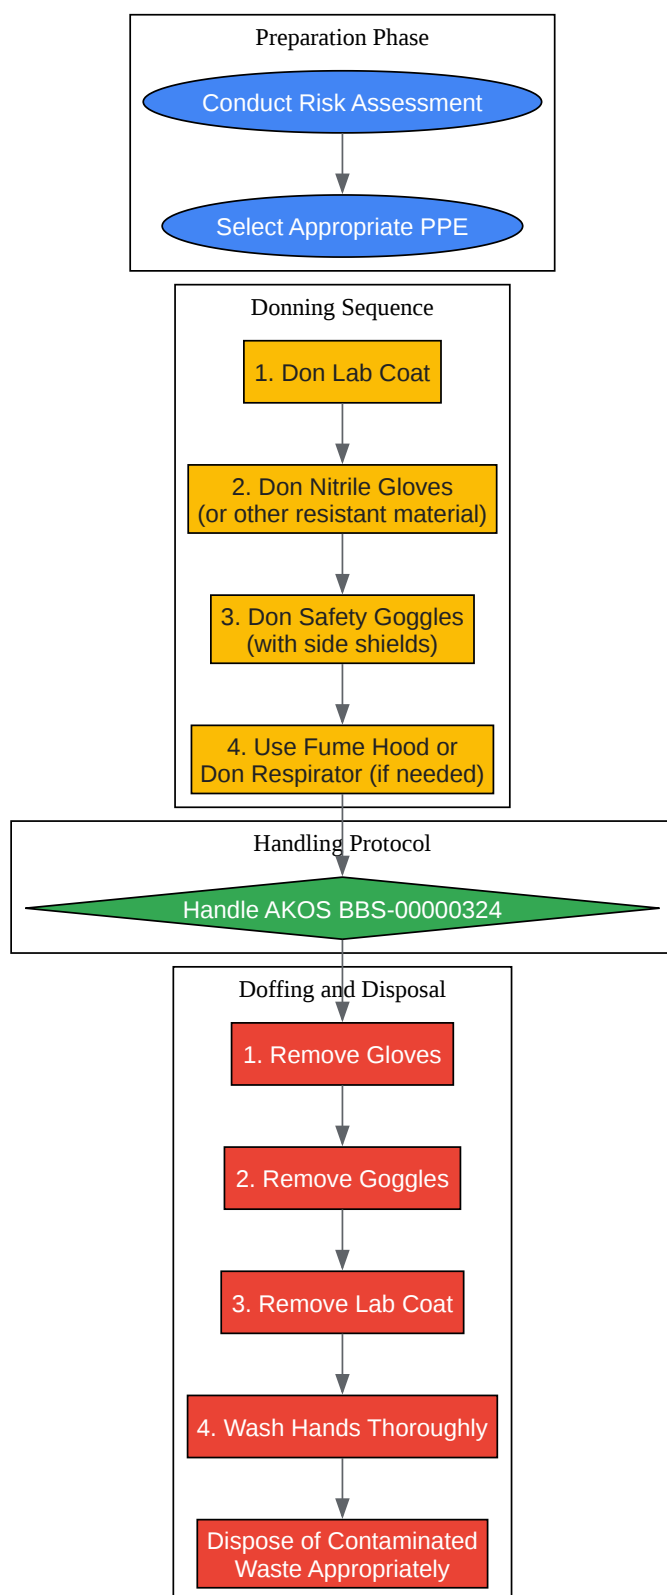 Preparation Phase
Conduct Risk Assessment
Select Appropriate PPE
Donning Sequence
1. Don Lab Coat
2. Don Nitrile Gloves
(or other resistant material)
3. Don Safety Goggles
(with side shields)
4. Use Fume Hood or
Don Respirator (if needed)
Handling Protocol
Handle AKOS BBS-00000324
Doffing and Disposal
1. Remove Gloves
2. Remove Goggles
3. Remove Lab Coat
4. Wash Hands Thoroughly
Dispose of Contaminated
Waste Appropriately